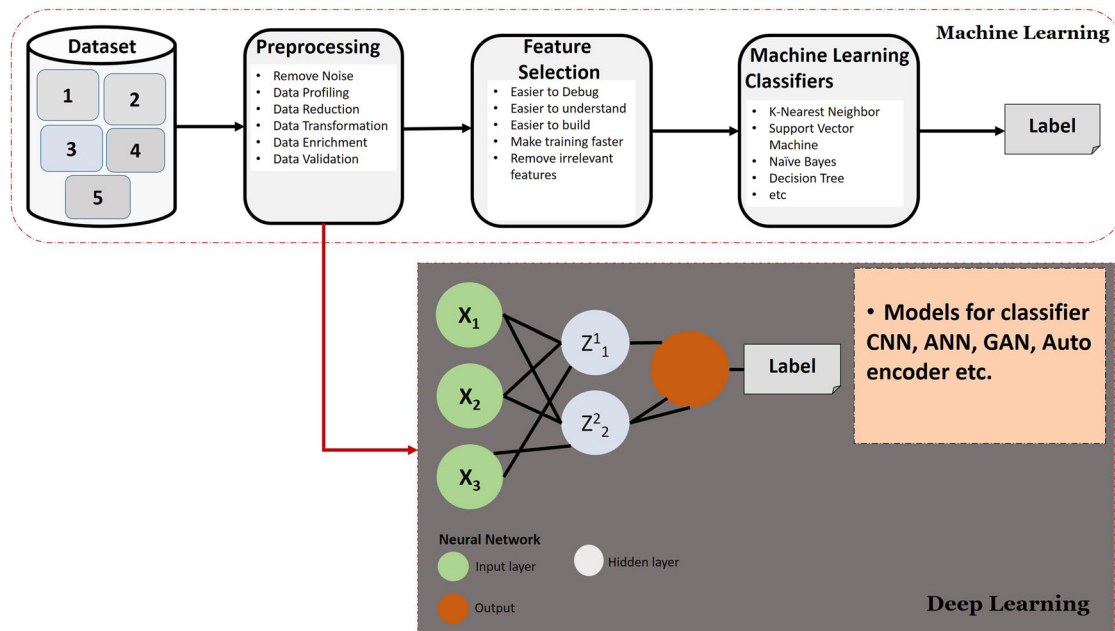 Machine Learning
Dataset
1
2
3
4
5
Preprocessing
• Remove Noise
• Data Profiling
• Data Reduction
• Data Transformation
• Data Enrichment
• Data Validation
Feature
Selection
• Easier to Debug
• Easier to understand
• Easier to build
• Make training faster
• Remove irrelevant
features
Machine Learning
Classifiers
• K-Nearest Neighbor
• Support Vector
Machine
• Naïve Bayes
• Decision Tree
• etc
Label
X₁
X₂
X₃
Z¹₁
Z²₂
Label
• Models for classifier
CNN, ANN, GAN, Auto
encoder etc.
Neural Network
Input layer
Hidden layer
Output
Deep Learning